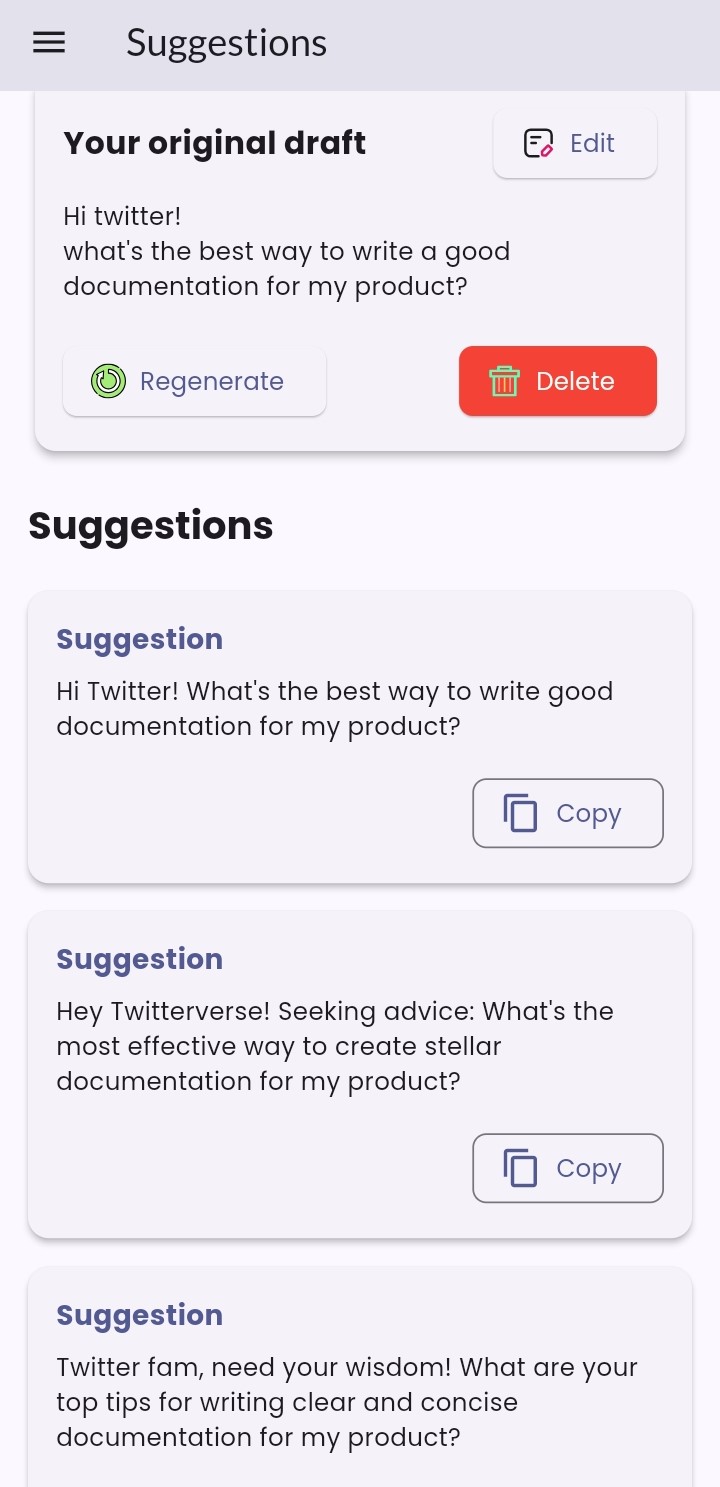 Suggestions
Your original draft
Edit
Hi twitter!
what's the best way to write a good
documentation for my product?
Regenerate
Delete
Suggestions
Suggestion
Hi Twitter! What's the best way to write good
documentation for my product?
Copy
Suggestion
Hey Twitterverse! Seeking advice: What's the
most effective way to create stellar
documentation for my product?
Copy
Suggestion
Twitter fam, need your wisdom! What are your
top tips for writing clear and concise
documentation for my product?